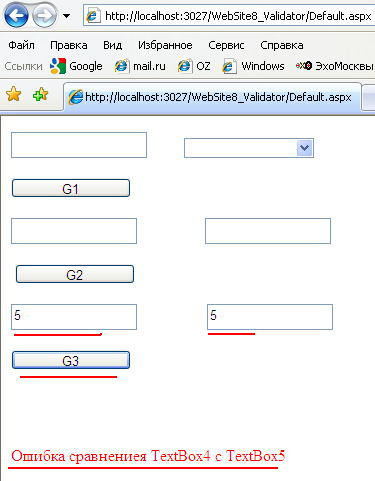 http://localhost:3027/WebSite8_Validator/Default.aspx
Файл Правка Вид Избранное Сервис Справка
Ссылки Google mail.ru OZ Windows ЭхоМосквы
http://localhost:3027/WebSite8_Validator/Default.aspx
G1
G2
5 5
G3
Ошибка сравнениея TextBox4 с TextBox5